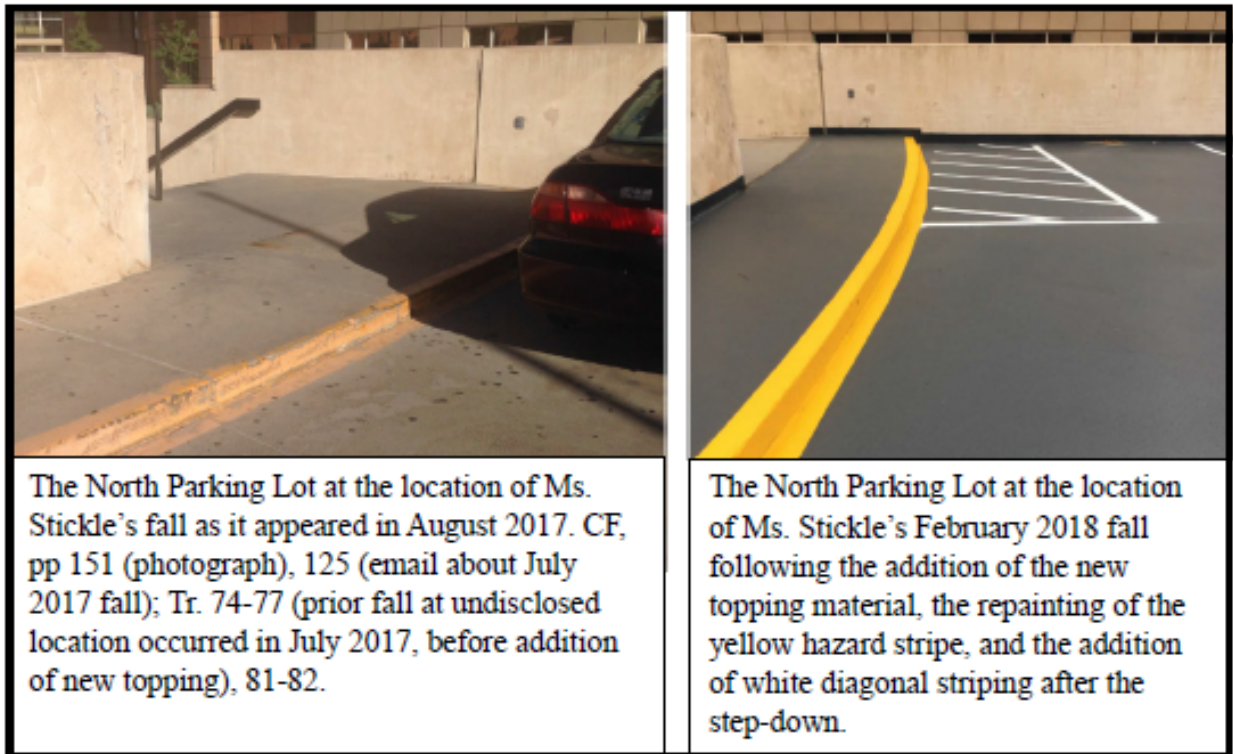 The North Parking Lot at the location of Ms.
Stickle's fall as it appeared in August 2017. CF,
pp 151 (photograph), 125 (email about July
2017 fall); Tr. 74-77 (prior fall at undisclosed
location occurred in July 2017, before addition
of new topping), 81-82.
The North Parking Lot at the location
of Ms. Stickle's February 2018 fall
following the addition of the new
topping material, the repainting of the
yellow hazard stripe, and the addition
of white diagonal striping after the
step-down.